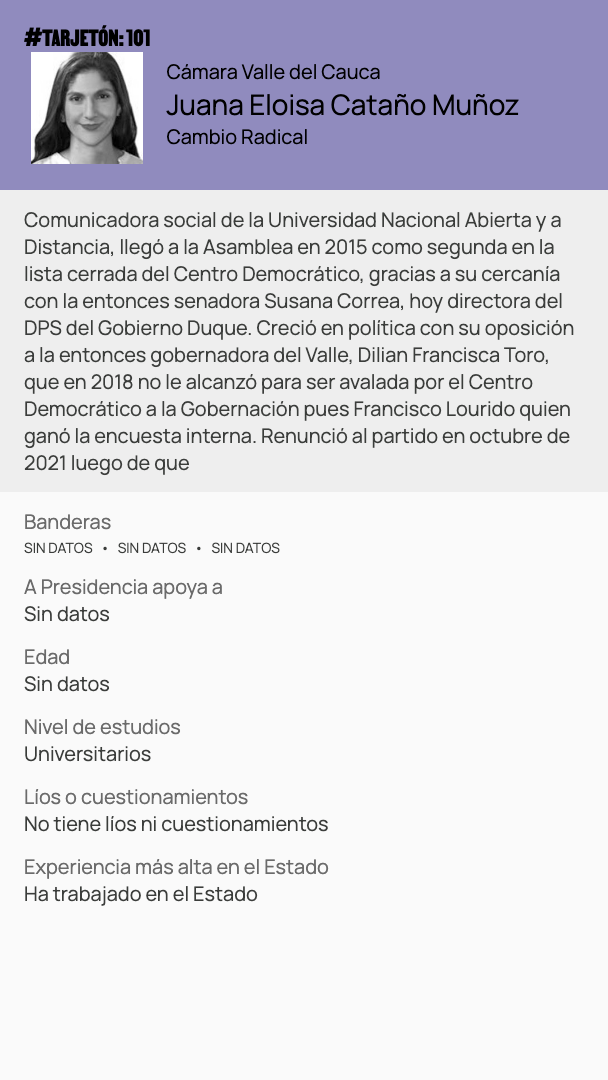 #TARJETÓN: 101
Cámara Valle del Cauca
Juana Eloisa Cataño Muñoz
Cambio Radical
Comunicadora social de la Universidad Nacional Abierta y a
Distancia, llegó a la Asamblea en 2015 como segunda en la
lista cerrada del Centro Democrático, gracias a su cercanía
con la entonces senadora Susana Correa, hoy directora del
DPS del Gobierno Duque. Creció en política con su oposición
a la entonces gobernadora del Valle, Dilian Francisca Toro,
que en 2018 no le alcanzó para ser avalada por el Centro
Democrático a la Gobernación pues Francisco Lourido quien
ganó la encuesta interna. Renunció al partido en octubre de
2021 luego de que
Banderas
SIN DATOS • SIN DATOS • SIN DATOS
A Presidencia apoya a
Sin datos
Edad
Sin datos
Nivel de estudios
Universitarios
Líos o cuestionamientos
No tiene líos ni cuestionamientos
Experiencia más alta en el Estado
Ha trabajado en el Estado